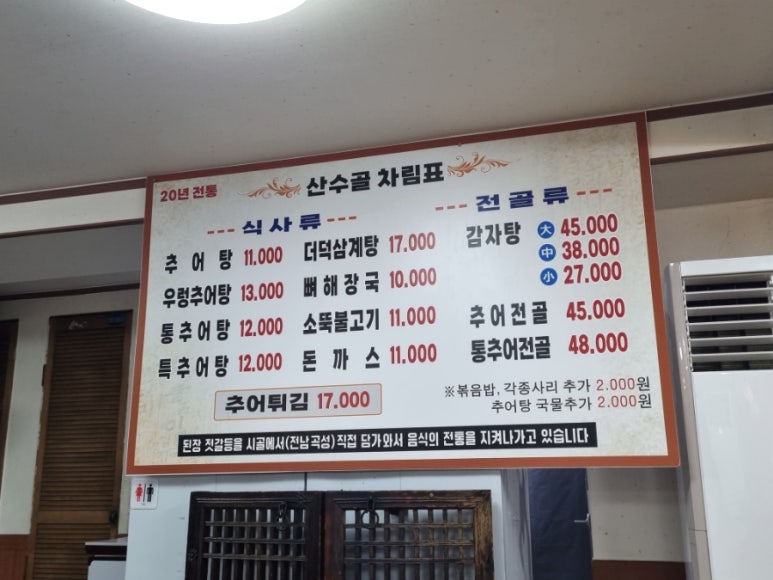 20년 전통
산수골 차림표
--- 식사류 ---
추어탕 11.000
우렁추어탕 13.000
통추어탕 12.000
특추어탕 12.000
더덕삼계탕 17.000
뼈해장국 10.000
소뚝불고기 11.000
돈까스 11.000
추어튀김 17.000
--- 전골류 ---
감자탕 大 45.000
中 38.000
小 27.000
추어전골 45.000
통추어전골 48.000
※볶음밥, 각종사리 추가 2.000원
추어탕 국물추가 2.000원
된장 젓갈등을 시골에서(전남곡성)직접 담가와서 음식의 전통을 지켜나가고 있습니다